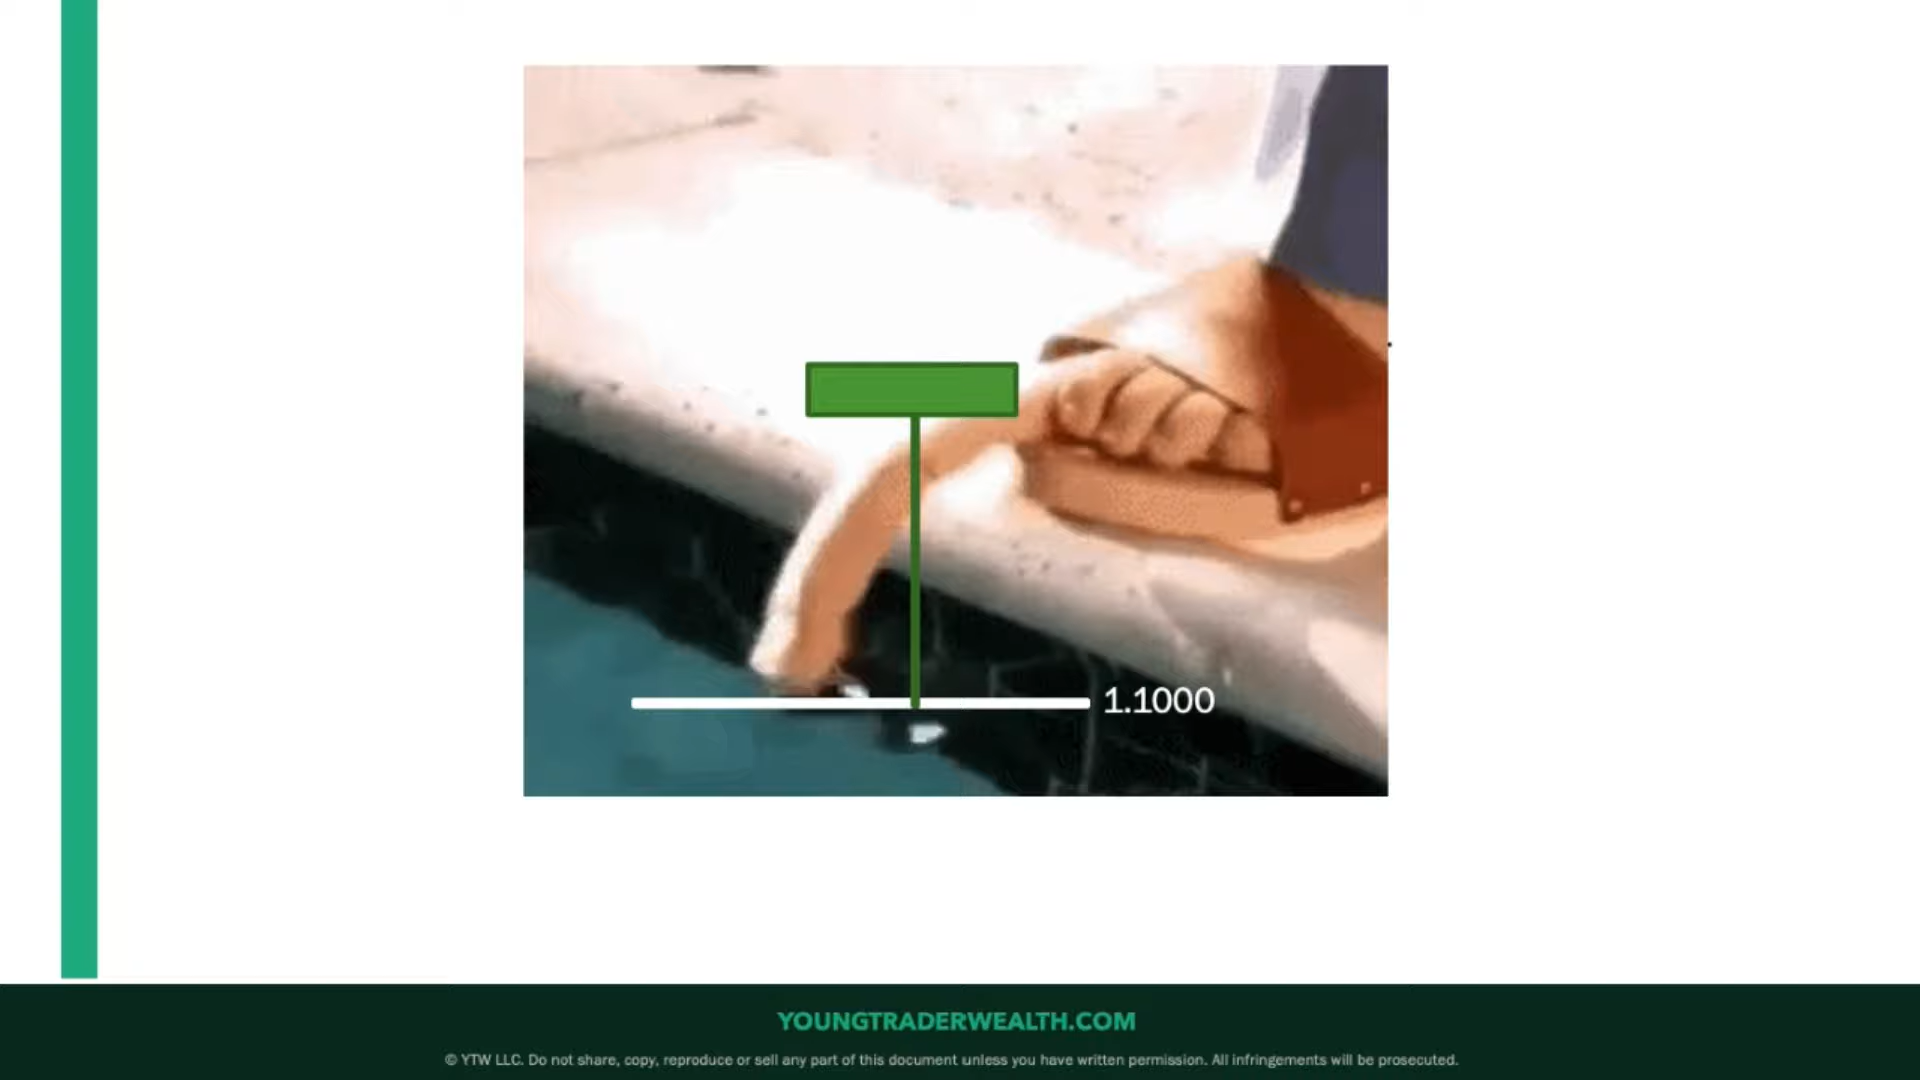 1.1000
YOUNGTRADERWEALTH.COM
© YTW LLC. Do not share, copy, reproduce or sell any part of this document unless you have written permission. All infringements will be prosecuted.